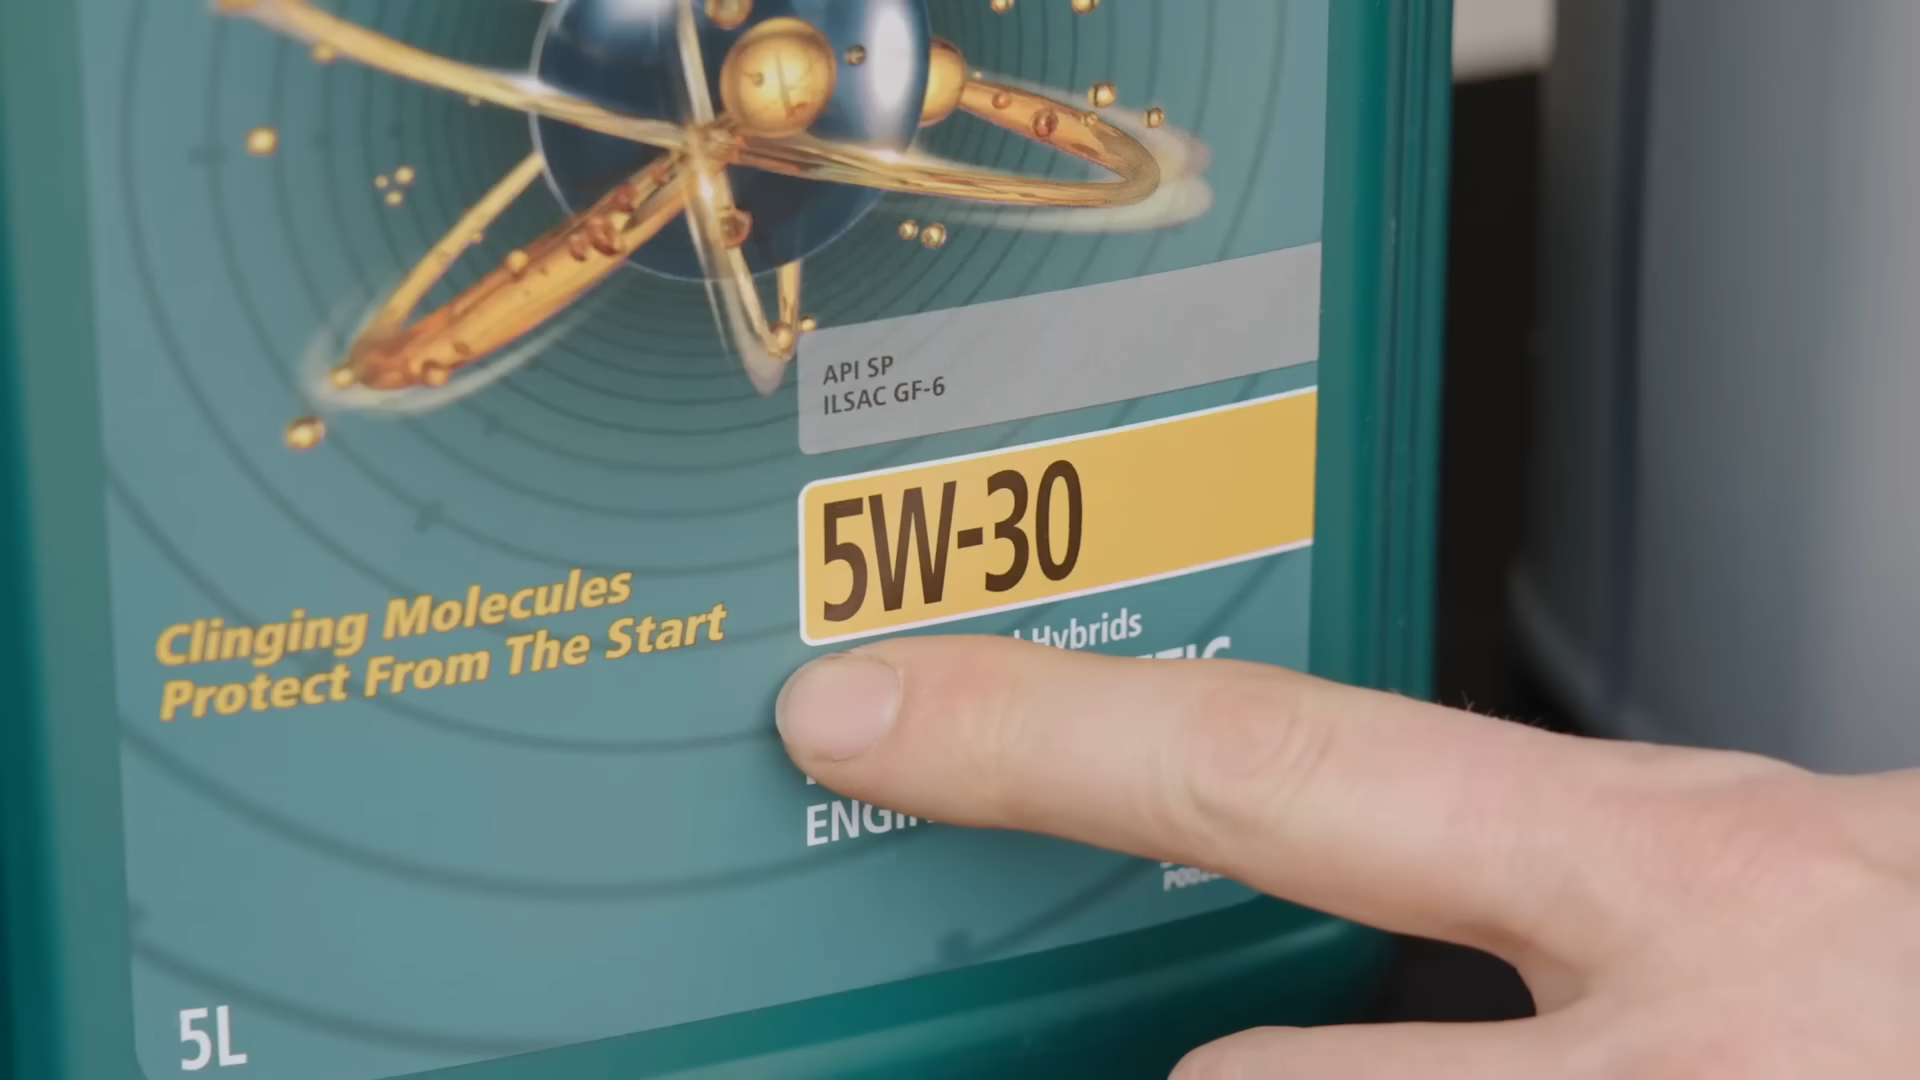 API SP
ILSAC GF-6
5W-30
Hybrids
Clinging Molecules
Protect From The Start
5L